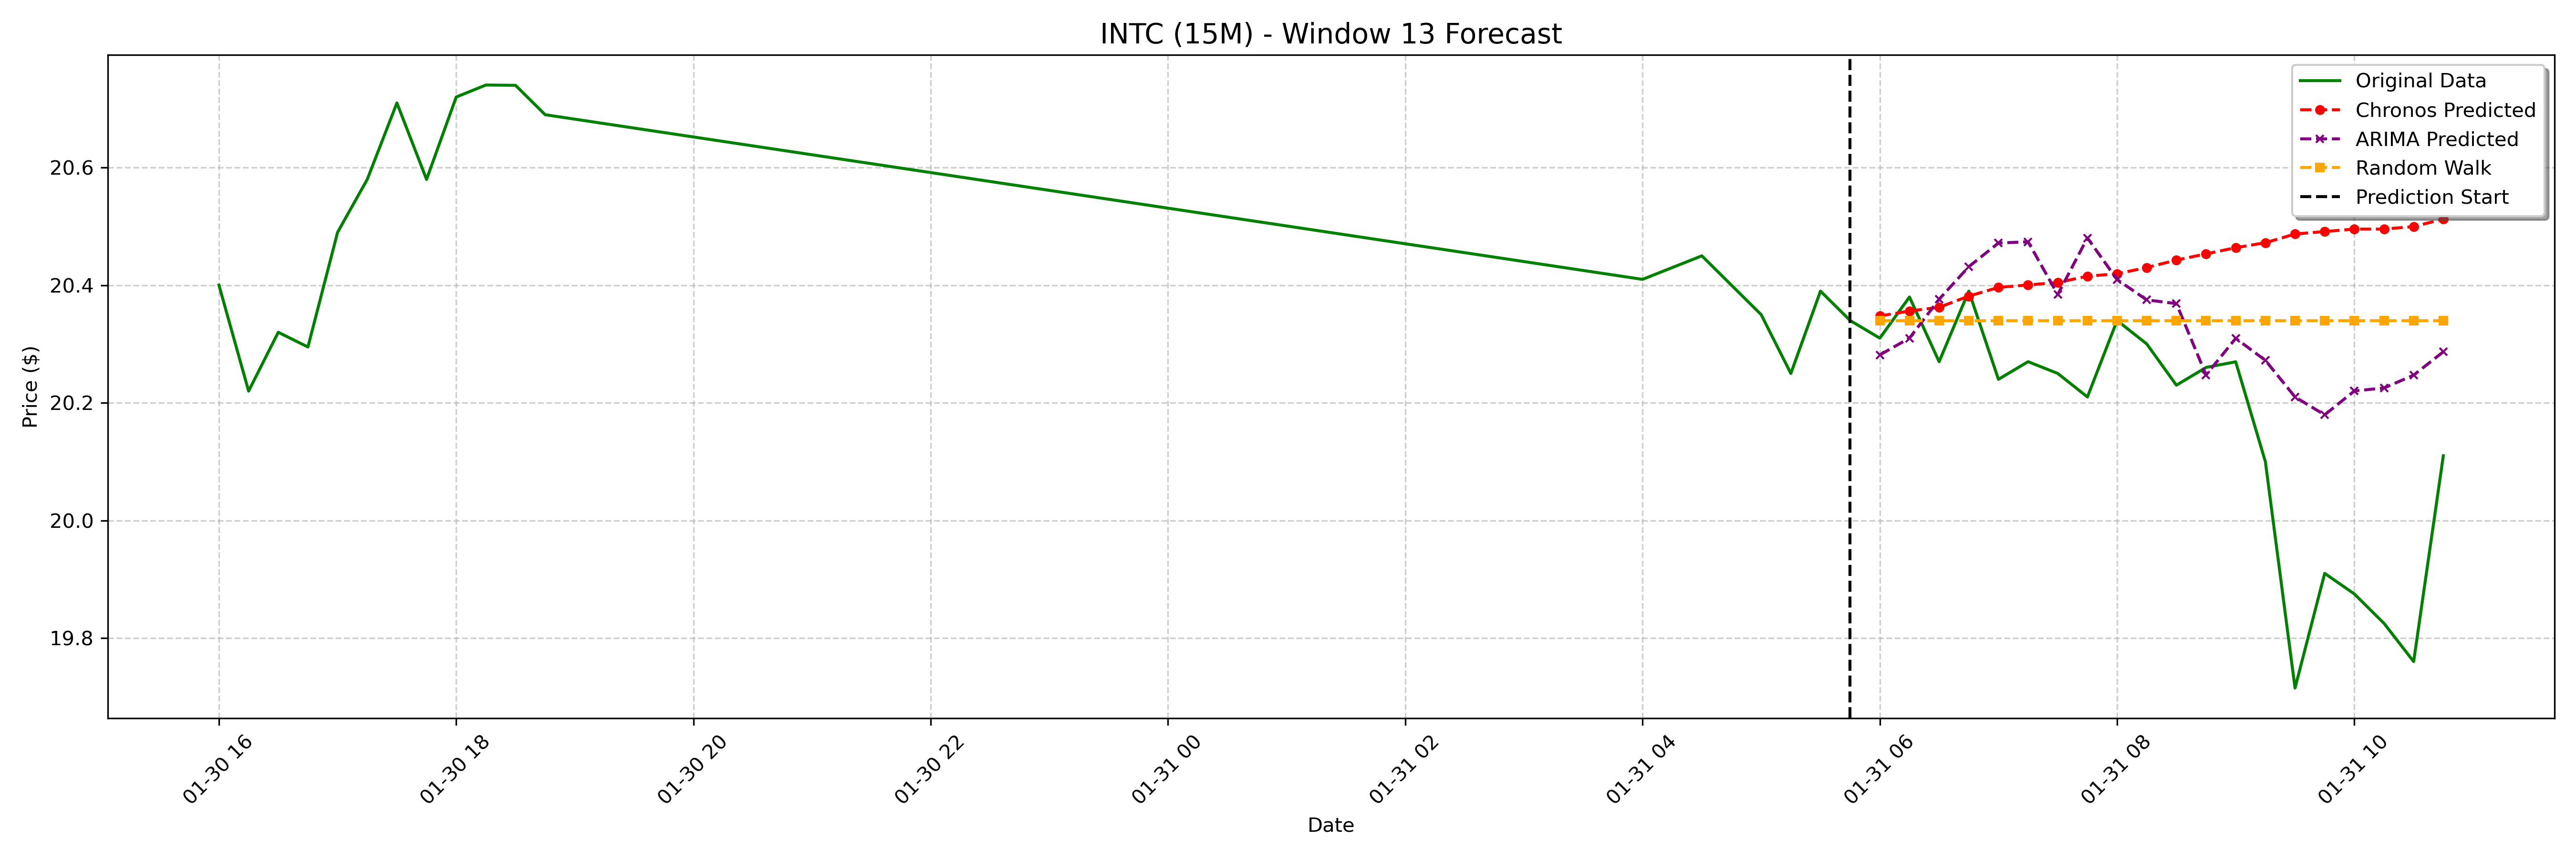 INTC (15M) - Window 13 Forecast
Original Data
Chronos Predicted
ARIMA Predicted
Random Walk
Prediction Start
Price ($)
20.6
20.4
20.2
20.0
19.8
01-30 16
01-30 18
01-30 20
01-30 22
01-31 00
01-31 02
01-31 04
01-31 06
01-31 08
01-31 10
Date